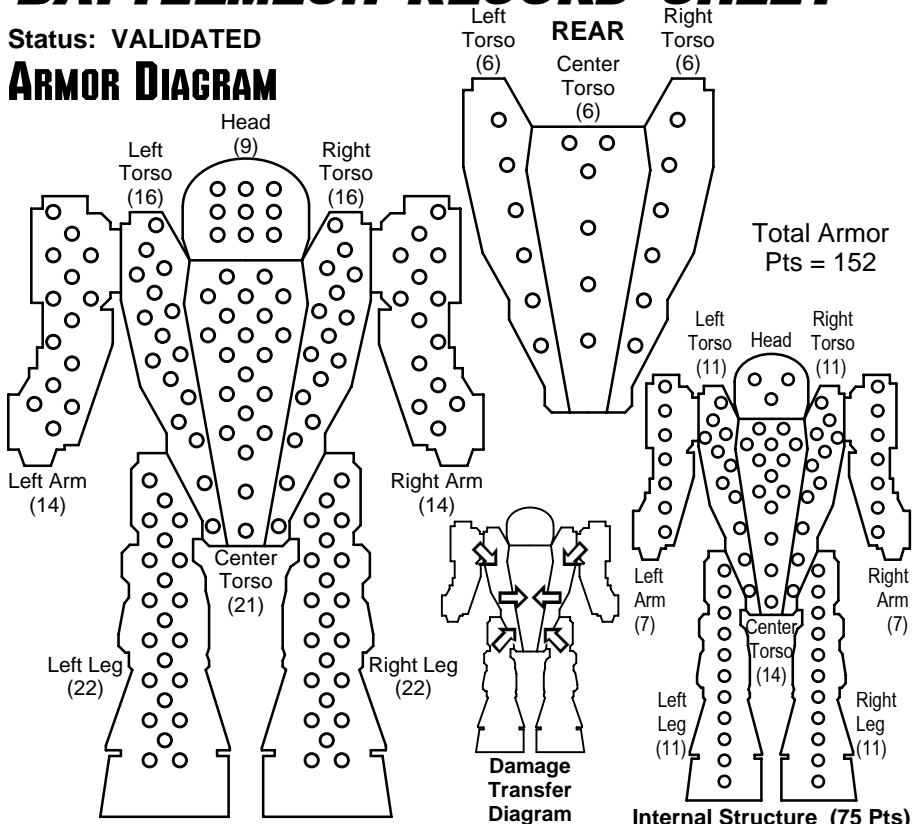 BATTLEMECH RECORD SHEET
Status: VALIDATED
ARMOR DIAGRAM
Head
(9)
Left
Torso
(16)
Right
Torso
(16)
Left Arm
(14)
Right Arm
(14)
Center
Torso
(21)
Left Leg
(22)
Right Leg
(22)
REAR
Left
Torso
(6)
Center
Torso
(6)
Right
Torso
(6)
Total Armor
Pts = 152
Damage
Transfer
Diagram
Left
Torso
(11)
Head
Right
Torso
(11)
Left
Arm
(7)
Right
Arm
(7)
Center
Torso
(14)
Left
Leg
(11)
Right
Leg
(11)
Internal Structure (75 Pts)